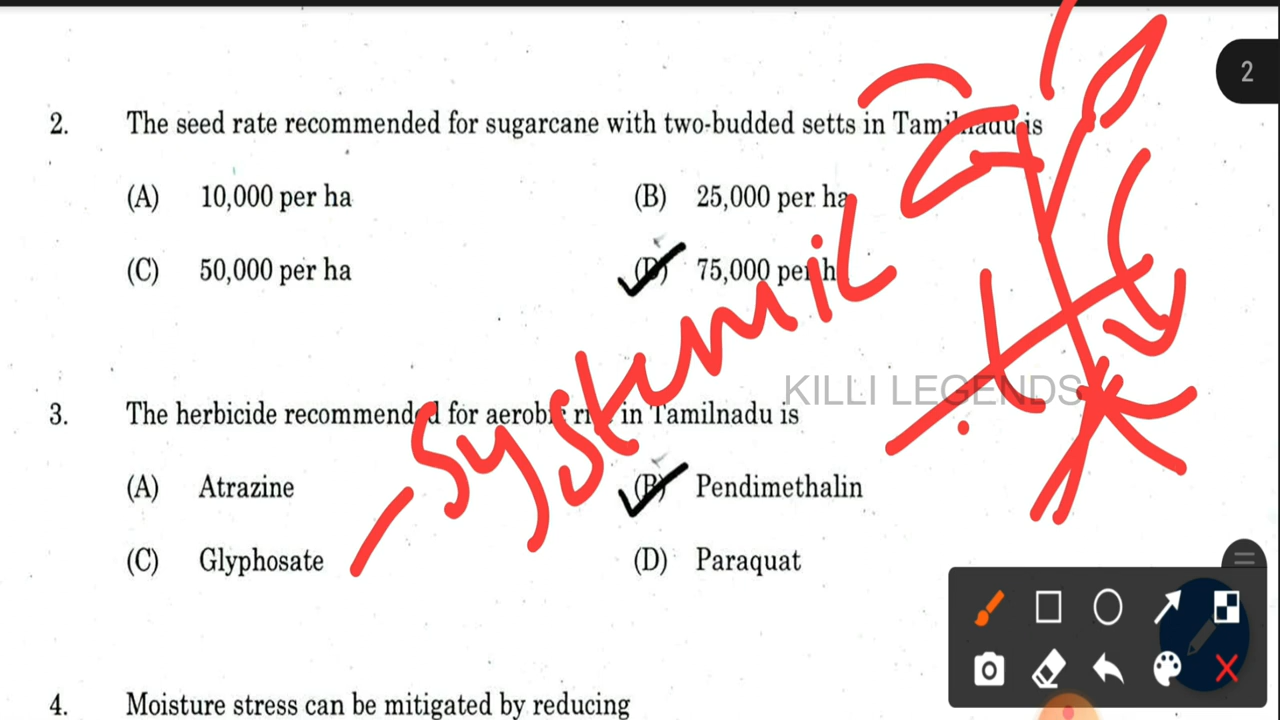 2
2. The seed rate recommended for sugarcane with two-budded setts in Tamilnadu is
(A) 10,000 per ha
(B) 25,000 per ha
(C) 50,000 per ha
(D) 75,000 per ha
systemic
KILLI LEGENDS
3. The herbicide recommended for aerobic rice in Tamilnadu is
(A) Atrazine
(B) Pendimethalin
(C) Glyphosate
(D) Paraquat
4. Moisture stress can be mitigated by reducing